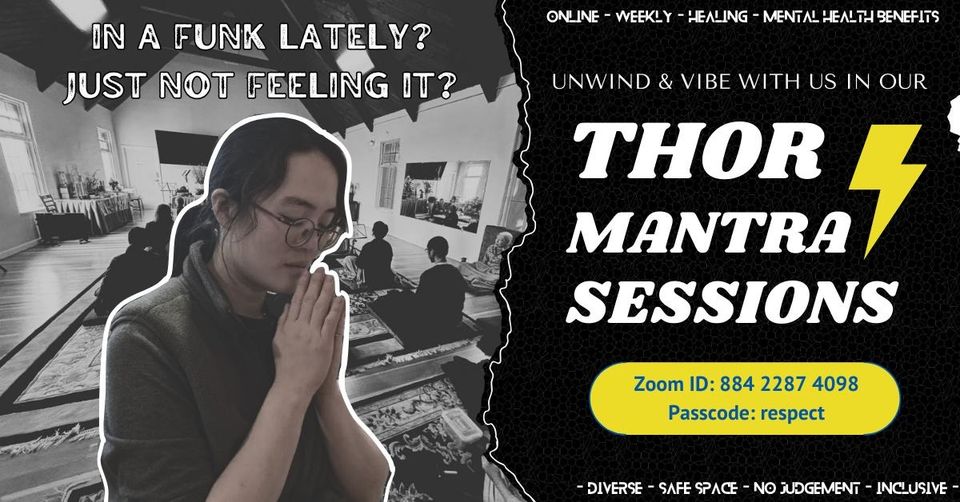 IN A FUNK LATELY?
JUST NOT FEELING IT?
ONLINE - WEEKLY - HEALING - MENTAL HEALTH BENEFITS
UNWIND & VIBE WITH US IN OUR
THOR
MANTRA
SESSIONS
Zoom ID: 884 2287 4098
Passcode: respect
- DIVERSE - SAFE SPACE - NO JUDGEMENT - INCLUSIVE -